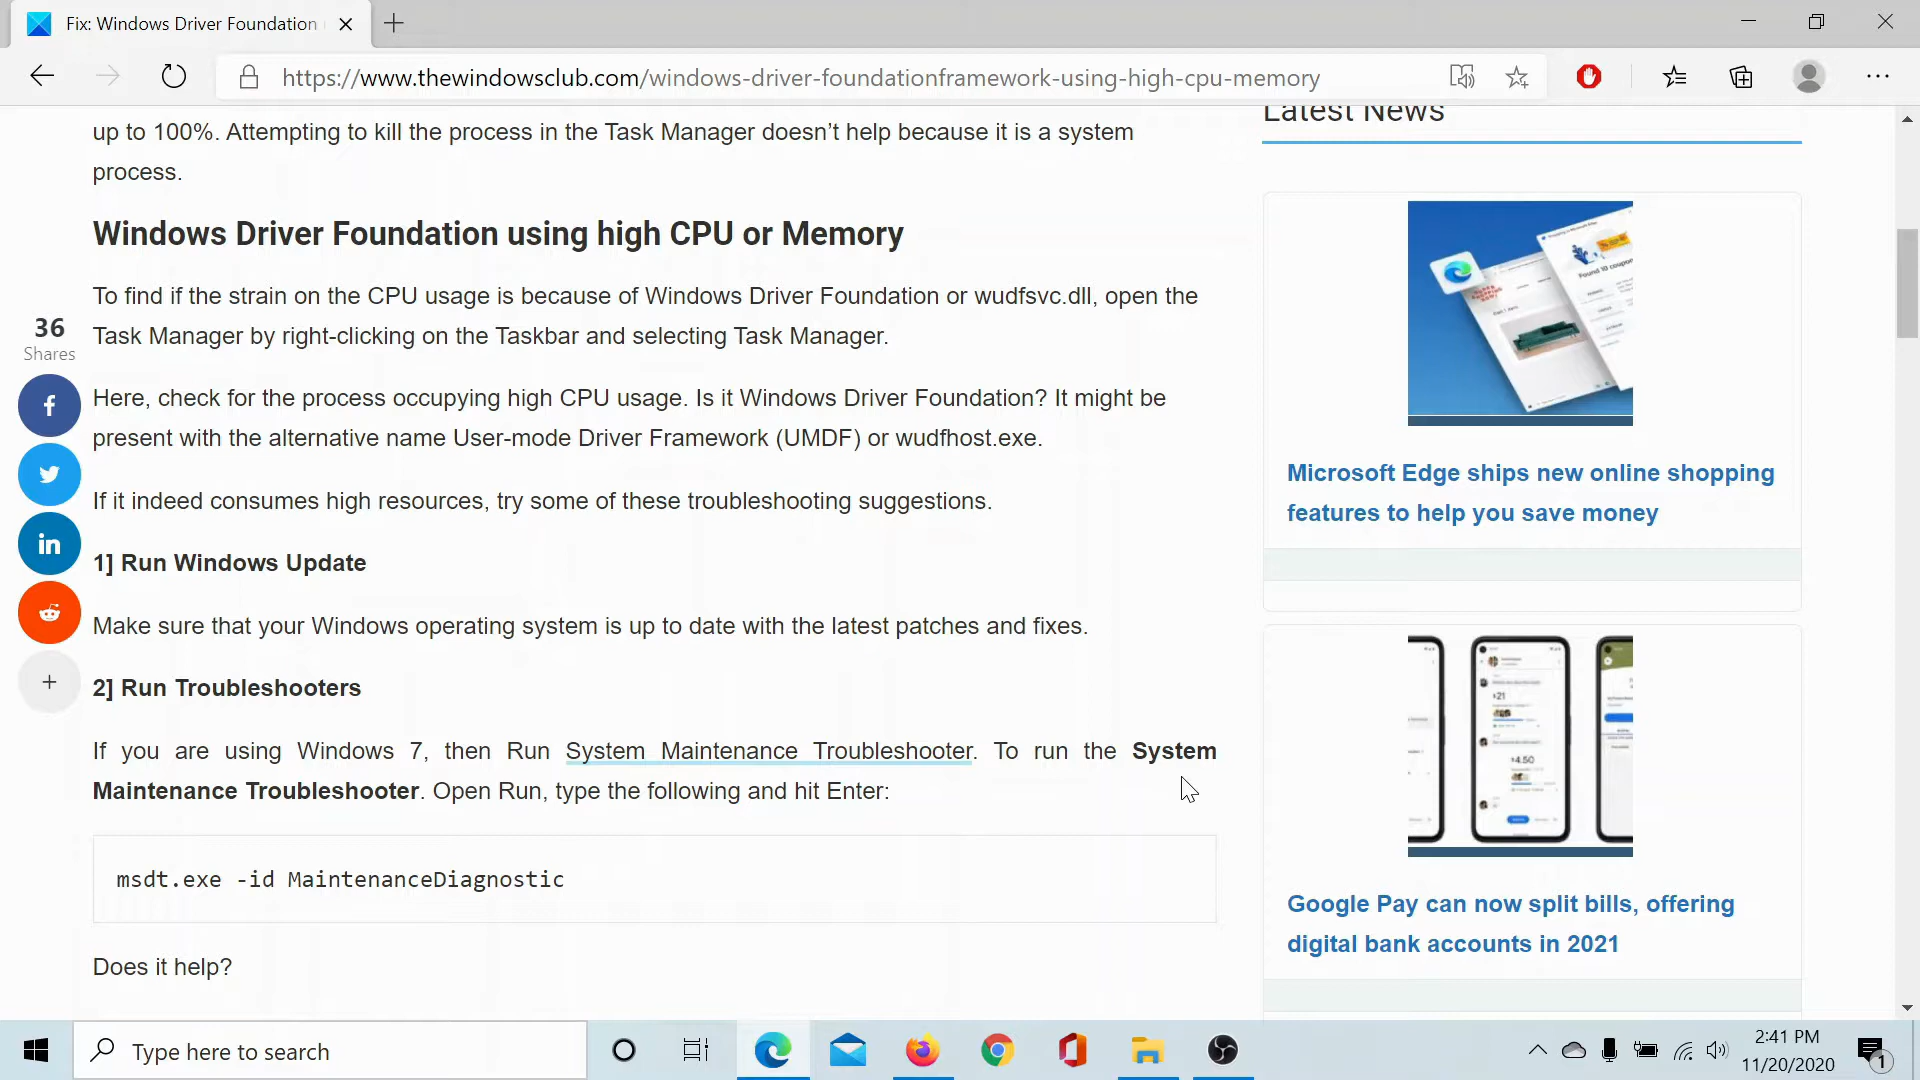 Fix: Windows Driver Foundation
https://www.thewindowsclub.com/windows-driver-foundationframework-using-high-cpu-memory
up to 100%. Attempting to kill the process in the Task Manager doesn’t help because it is a system
process.
Windows Driver Foundation using high CPU or Memory
To find if the strain on the CPU usage is because of Windows Driver Foundation or wudfsvc.dll, open the
Task Manager by right-clicking on the Taskbar and selecting Task Manager.
Here, check for the process occupying high CPU usage. Is it Windows Driver Foundation? It might be
present with the alternative name User-mode Driver Framework (UMDF) or wudfhost.exe.
If it indeed consumes high resources, try some of these troubleshooting suggestions.
1] Run Windows Update
Make sure that your Windows operating system is up to date with the latest patches and fixes.
2] Run Troubleshooters
If you are using Windows 7, then Run System Maintenance Troubleshooter. To run the System
Maintenance Troubleshooter. Open Run, type the following and hit Enter:
msdt.exe -id MaintenanceDiagnostic
Does it help?
36
Shares
Latest News
Found 10 coupons
Microsoft Edge ships new online shopping
features to help you save money
$21
$4.50
Google Pay can now split bills, offering
digital bank accounts in 2021
Type here to search
2:41 PM
11/20/2020
1